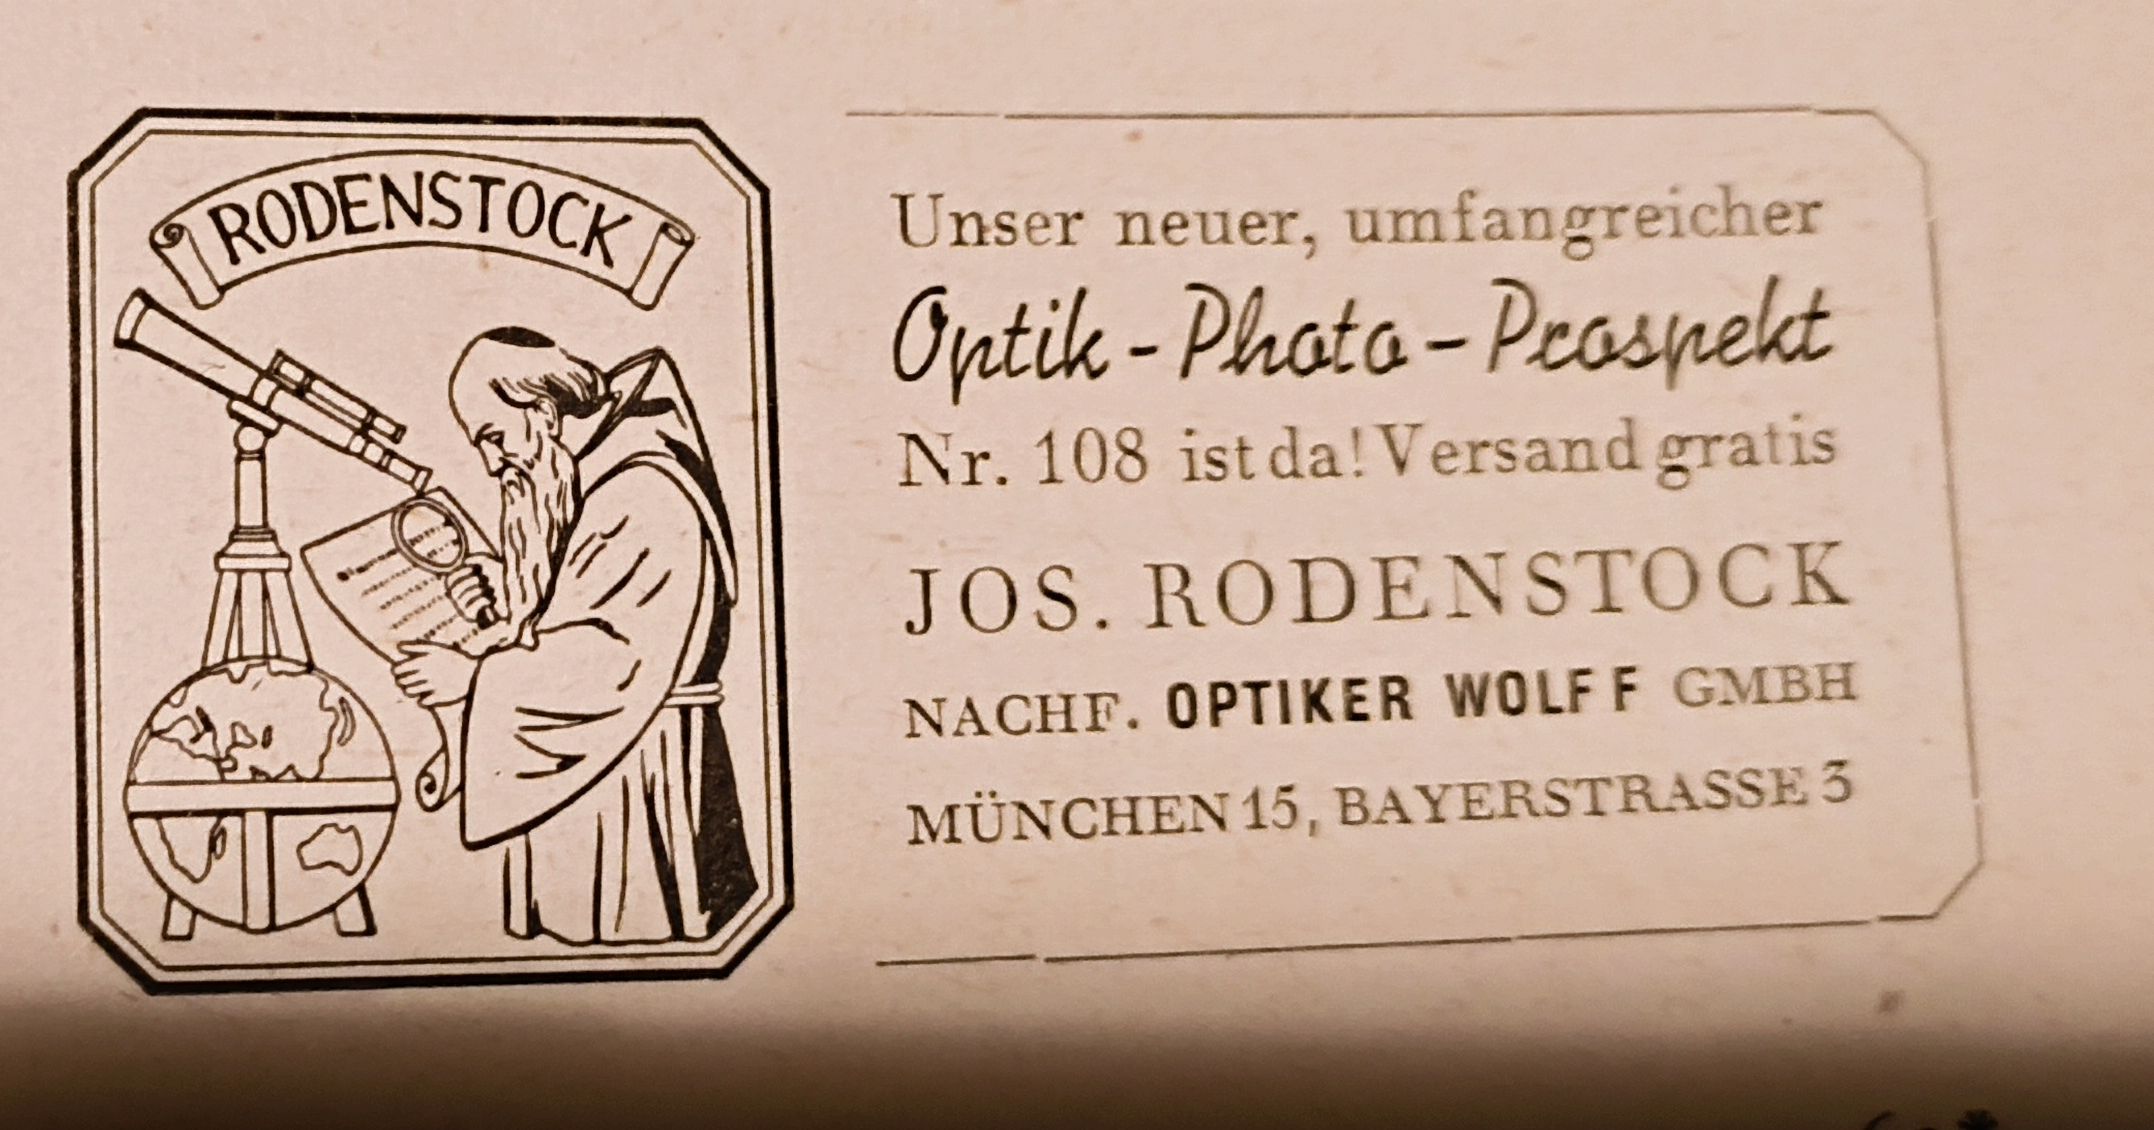 RODENSTOCK
Unser neuer, umfangreicher
Optik - Photo - Prospekt
Nr. 108 ist da! Versand gratis
JOS. RODENSTOCK
NACHF. OPTIKER WOLFF GMBH
MÜNCHEN 15, BAYERSTRASSE 3